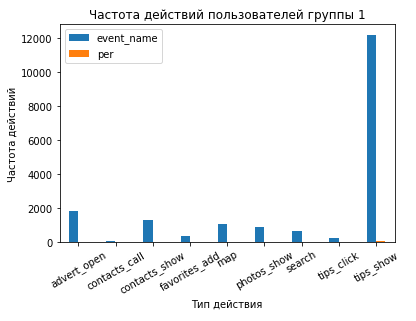 Частота действий пользователей группы 1
event_name
per
12000
10000
8000
6000
4000
2000
0
Частота действий
advert_open
contacts_call
contacts_show
favorites_add
map
photos_show
search
tips_click
tips_show
Тип действия